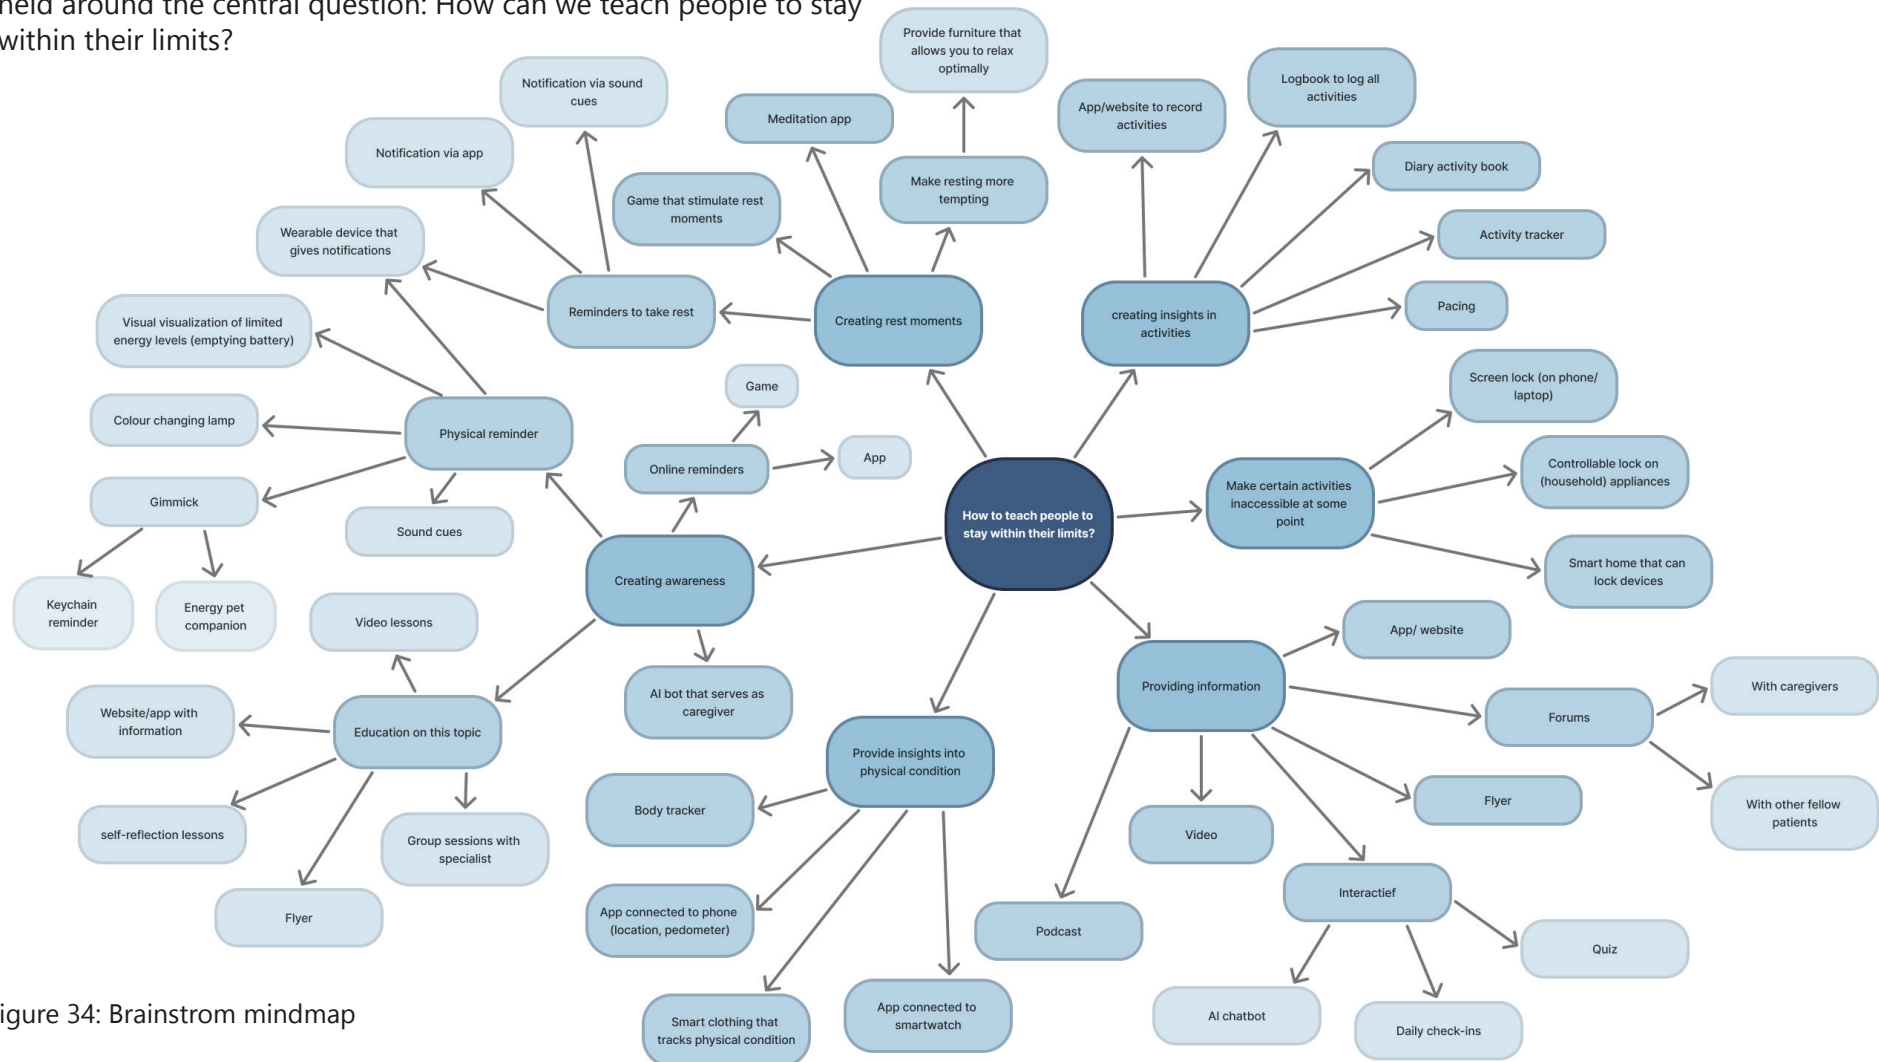 held around the central question: How can we teach people to stay
within their limits?
Provide furniture that
allows you to relax
optimally
Notification via sound
cues
Meditation app
App/website to record
activities
Logbook to log all
activities
Notification via app
Game that stimulate rest
moments
Make resting more
tempting
Diary activity book
Wearable device that
gives notifications
Activity tracker
Reminders to take rest
Creating rest moments
creating insights in
activities
Pacing
Visual visualization of limited
energy levels (emptying battery)
Game
Screen lock (on phone/
laptop)
Colour changing lamp
Physical reminder
Online reminders
App
Controllable lock on
(household) appliances
Make certain activities
inaccessible at some
point
Gimmick
Sound cues
How to teach people to
stay within their limits?
Creating awareness
Smart home that can
lock devices
Keychain
reminder
Energy pet
companion
Video lessons
App/ website
AI bot that serves as
caregiver
Providing information
With caregivers
Website/app with
information
Education on this topic
Forums
Provide insights into
physical condition
Body tracker
Flyer
With other fellow
patients
self-reflection lessons
Group sessions with
specialist
Video
Flyer
App connected to phone
(location, pedometer)
Podcast
Interactief
Quiz
Smart clothing that
tracks physical condition
App connected to
smartwatch
AI chatbot
Daily check-ins
igure 34: Brainstrom mindmap